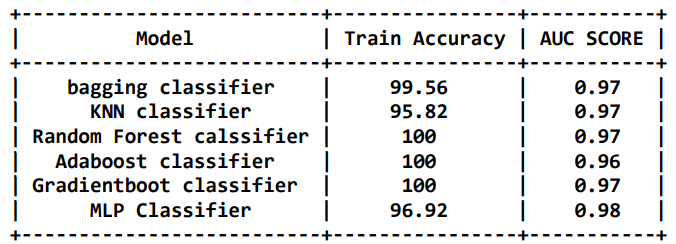 +--------------------------+----------------+-----------+
|          Model           | Train Accuracy | AUC SCORE |
+--------------------------+----------------+-----------+
|    bagging classifier    |     99.56      |    0.97   |
|      KNN classifier      |     95.82      |    0.97   |
| Random Forest calssifier |      100       |    0.97   |
|   Adaboost classifier    |      100       |    0.96   |
| Gradientboot classifier  |      100       |    0.97   |
|      MLP Classifier      |     96.92      |    0.98   |
+--------------------------+----------------+-----------+